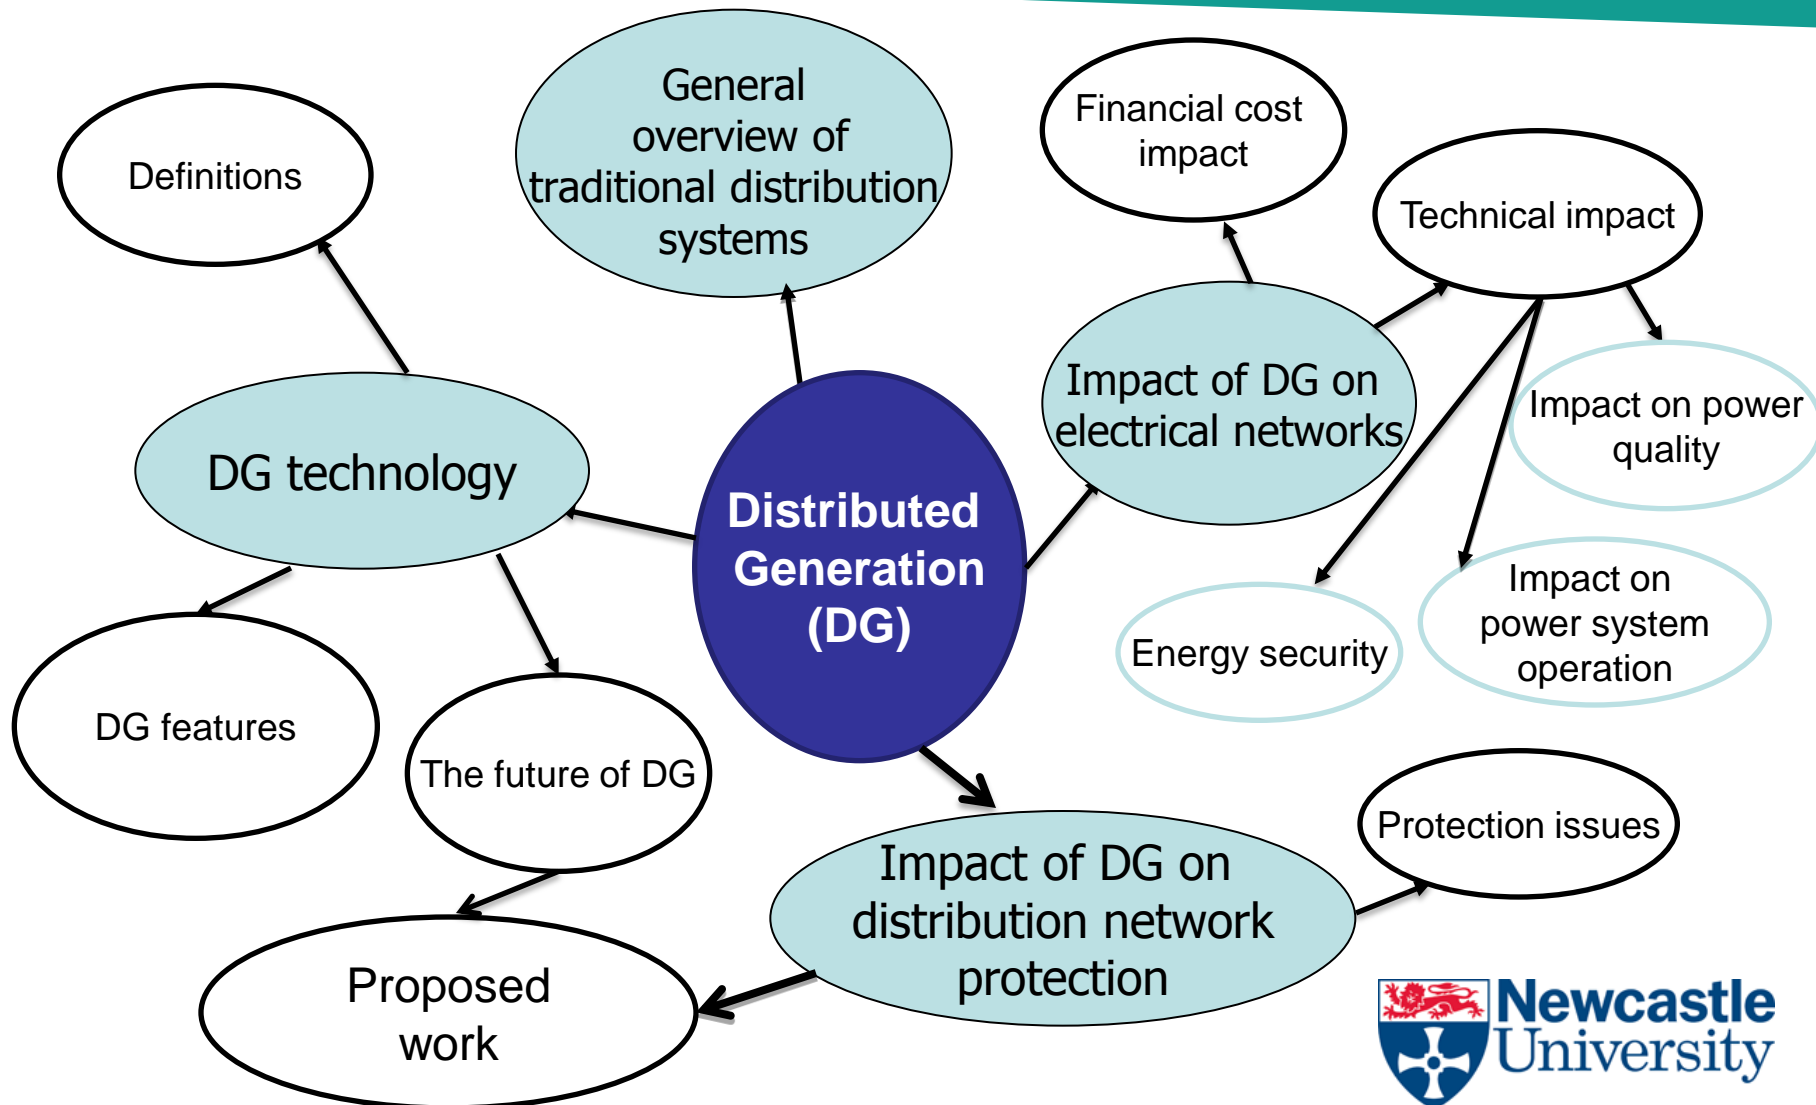 General
overview of
traditional distribution
systems
Definitions
Financial cost
impact
Technical impact
Impact of DG on
electrical networks
Impact on power
quality
DG technology
Distributed
Generation
(DG)
Impact on
power system
operation
Energy security
DG features
The future of DG
Protection issues
Impact of DG on
distribution network
protection
Proposed
work
Newcastle
University